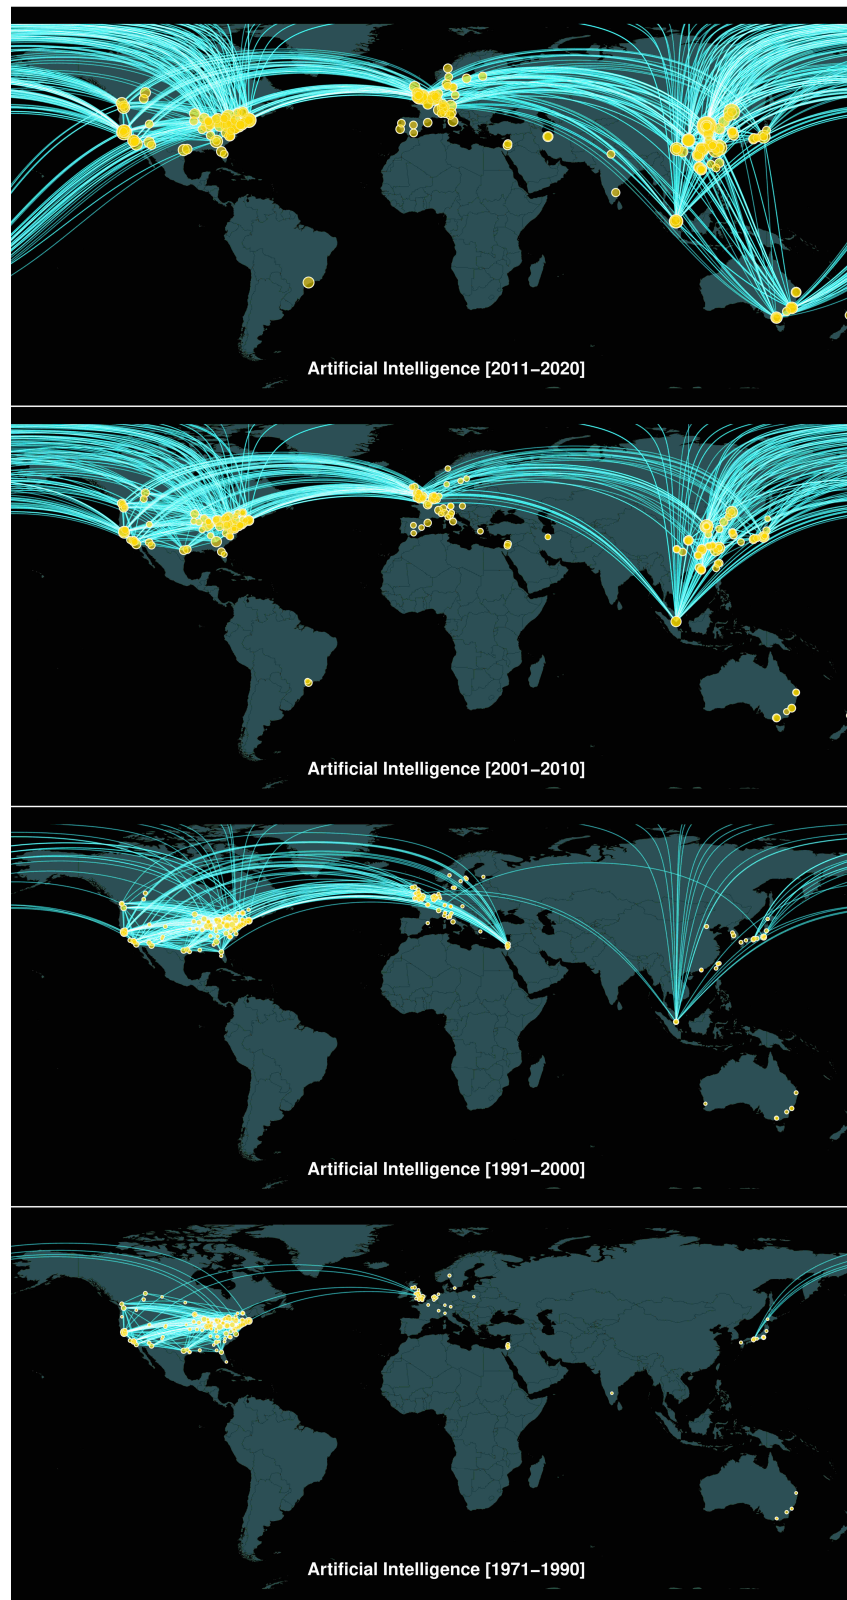 Artificial Intelligence [2011–2020]
Artificial Intelligence [2001–2010]
Artificial Intelligence [1991–2000]
Artificial Intelligence [1971–1990]